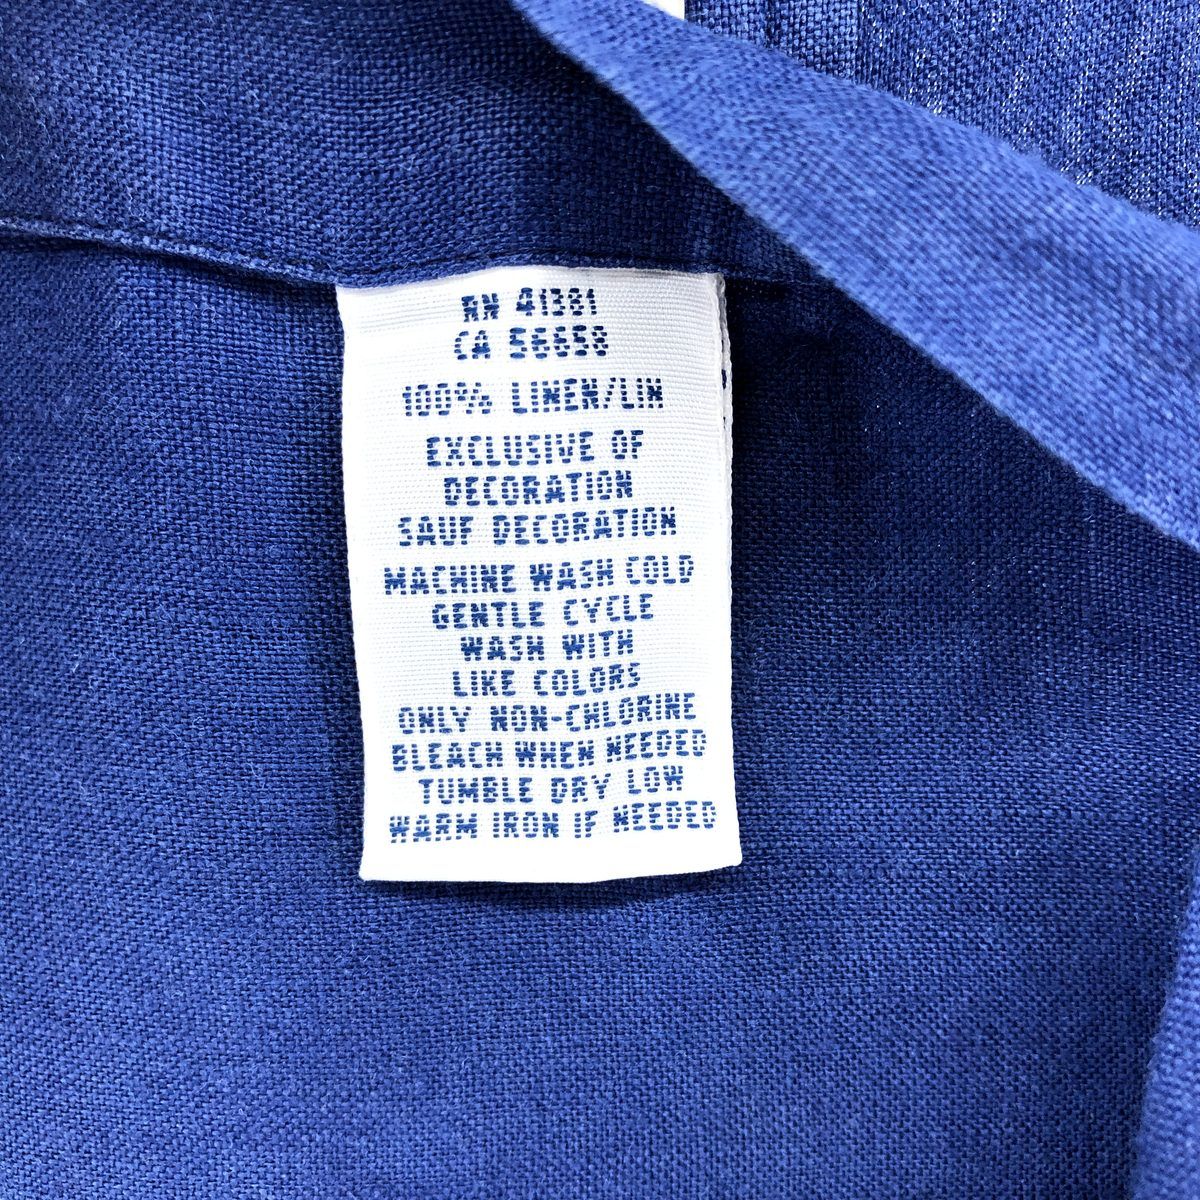 RN 41381
CA 56658
100% LINEN/LIN
EXCLUSIVE OF
DECORATION
SAUF DECORATION
MACHINE WASH COLD
GENTLE CYCLE
WASH WITH
LIKE COLORS
ONLY NON-CHLORINE
BLEACH WHEN NEEDED
TUMBLE DRY LOW
WARM IRON IF NEEDED